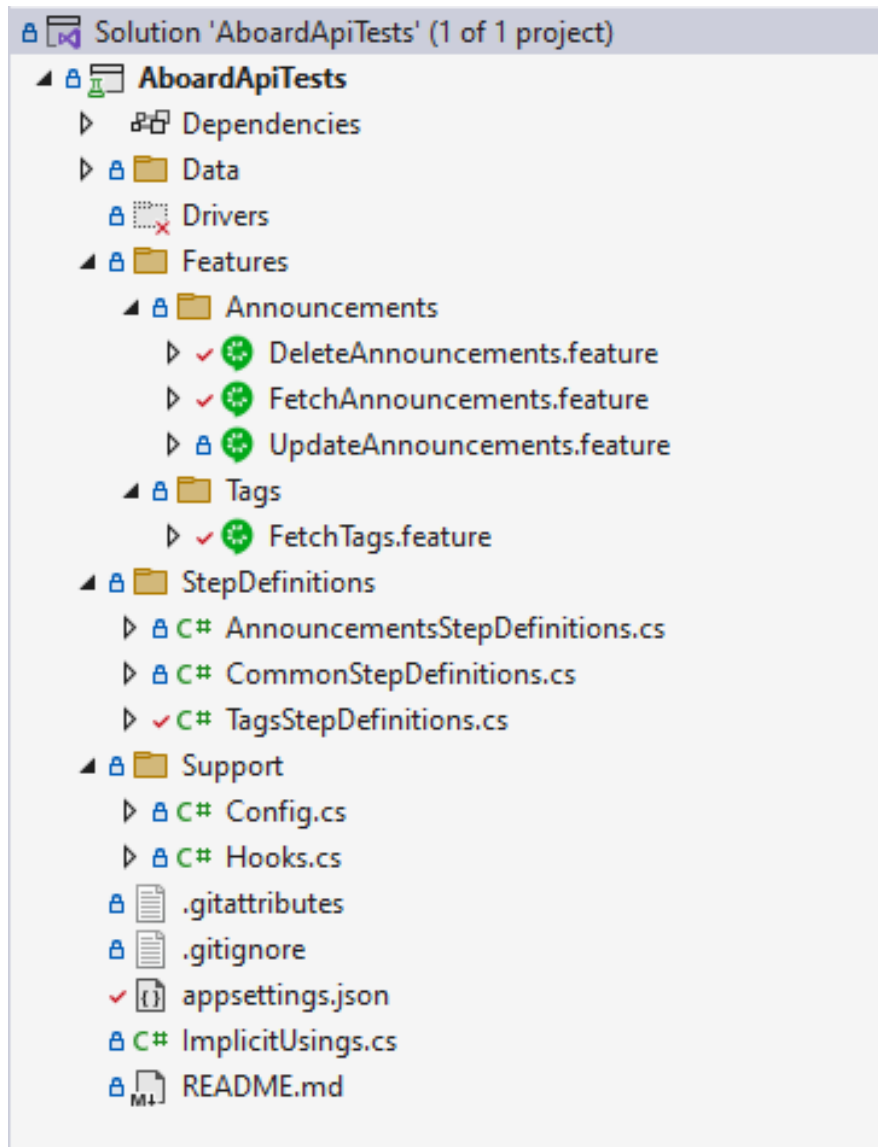 Solution 'AboardApiTests' (1 of 1 project)
AboardApiTests
Dependencies
Data
Drivers
Features
Announcements
DeleteAnnouncements.feature
FetchAnnouncements.feature
UpdateAnnouncements.feature
Tags
FetchTags.feature
StepDefinitions
C# AnnouncementsStepDefinitions.cs
C# CommonStepDefinitions.cs
C# TagsStepDefinitions.cs
Support
C# Config.cs
C# Hooks.cs
.gitattributes
.gitignore
{} appsettings.json
C# ImplicitUsings.cs
M↓ README.md